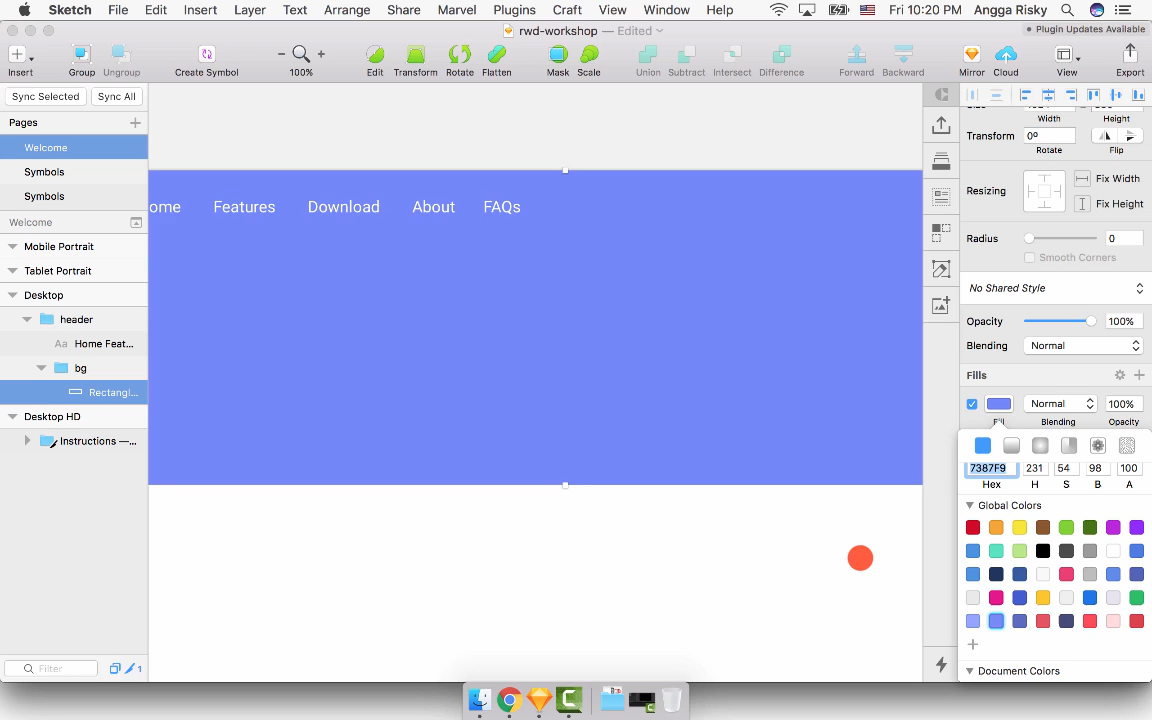 Sketch File Edit Insert Layer Text Arrange Share Marvel Plugins Craft View Window Help Fri 10:20 PM Angga Risky
rwd-workshop — Edited
Plugin Updates Available
Insert Group Ungroup Create Symbol 100% Edit Transform Rotate Flatten Mask Scale Union Subtract Intersect Difference Forward Backward Mirror Cloud View Export
Sync Selected Sync All
Pages
Welcome
Symbols
Symbols
Welcome
Mobile Portrait
Tablet Portrait
Desktop
header
Aa Home Feat...
bg
Rectangl...
Desktop HD
Instructions —...
Filter
1
ome Features Download About FAQs
Width Height
Transform 0º
Rotate Flip
Resizing Fix Width
Fix Height
Radius 0
Smooth Corners
No Shared Style
Opacity 100%
Blending Normal
Fills
Normal 100%
Fill Blending Opacity
7387F9 231 54 98 100
Hex H S B A
Global Colors
Document Colors